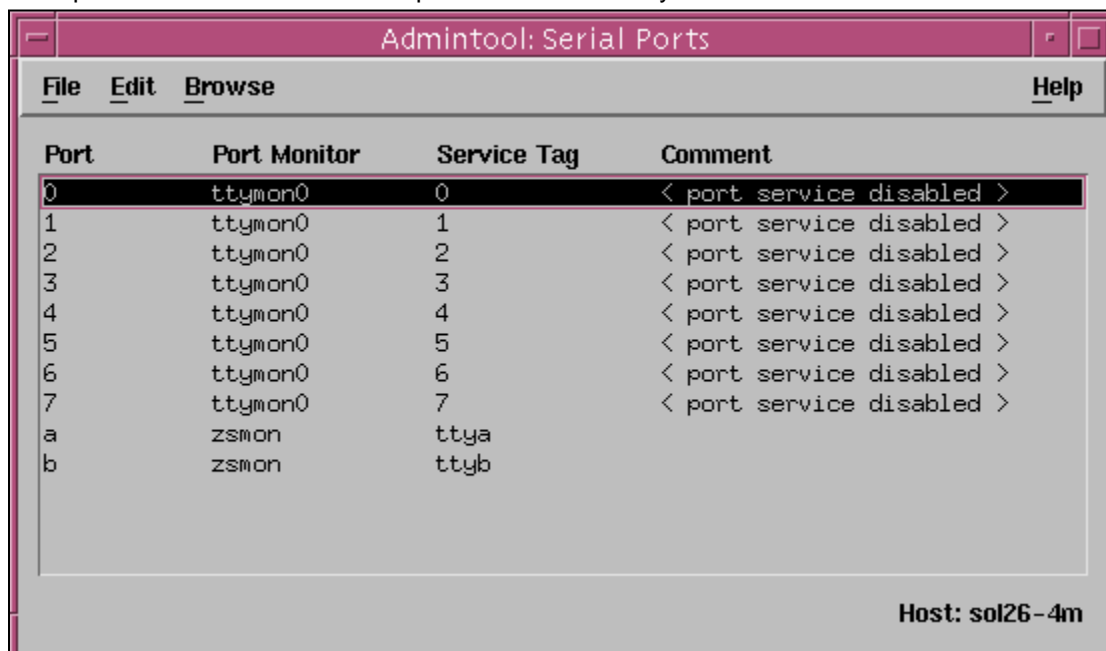 Admintool: Serial Ports
File Edit Browse Help
Port Port Monitor Service Tag Comment
0 ttymon0 0 < port service disabled >
1 ttymon0 1 < port service disabled >
2 ttymon0 2 < port service disabled >
3 ttymon0 3 < port service disabled >
4 ttymon0 4 < port service disabled >
5 ttymon0 5 < port service disabled >
6 ttymon0 6 < port service disabled >
7 ttymon0 7 < port service disabled >
a zsmon ttya
b zsmon ttyb
Host: sol26-4m